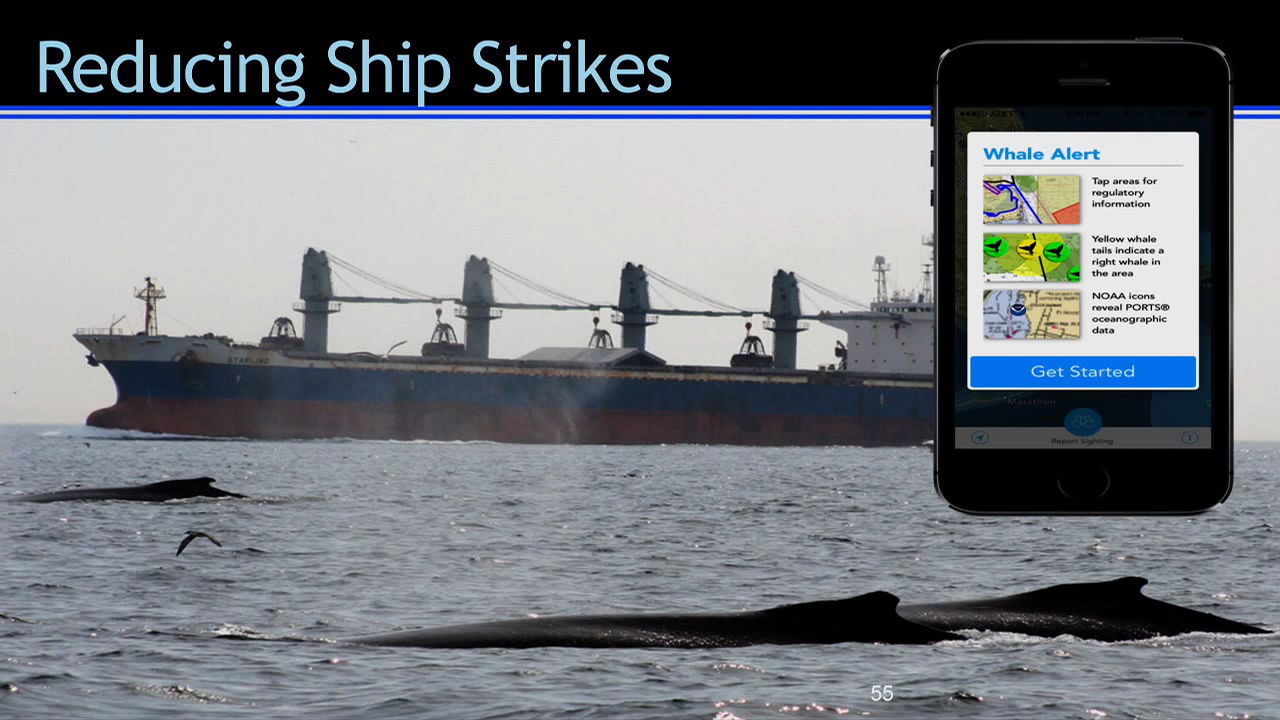 Reducing Ship Strikes
Whale Alert
Tap areas for
regulatory
information
Yellow whale
tails indicate a
right whale in
the area
NOAA icons
reveal PORTS®
oceanographic
data
Get Started
Marathon
Report Sighting
STARLING
55